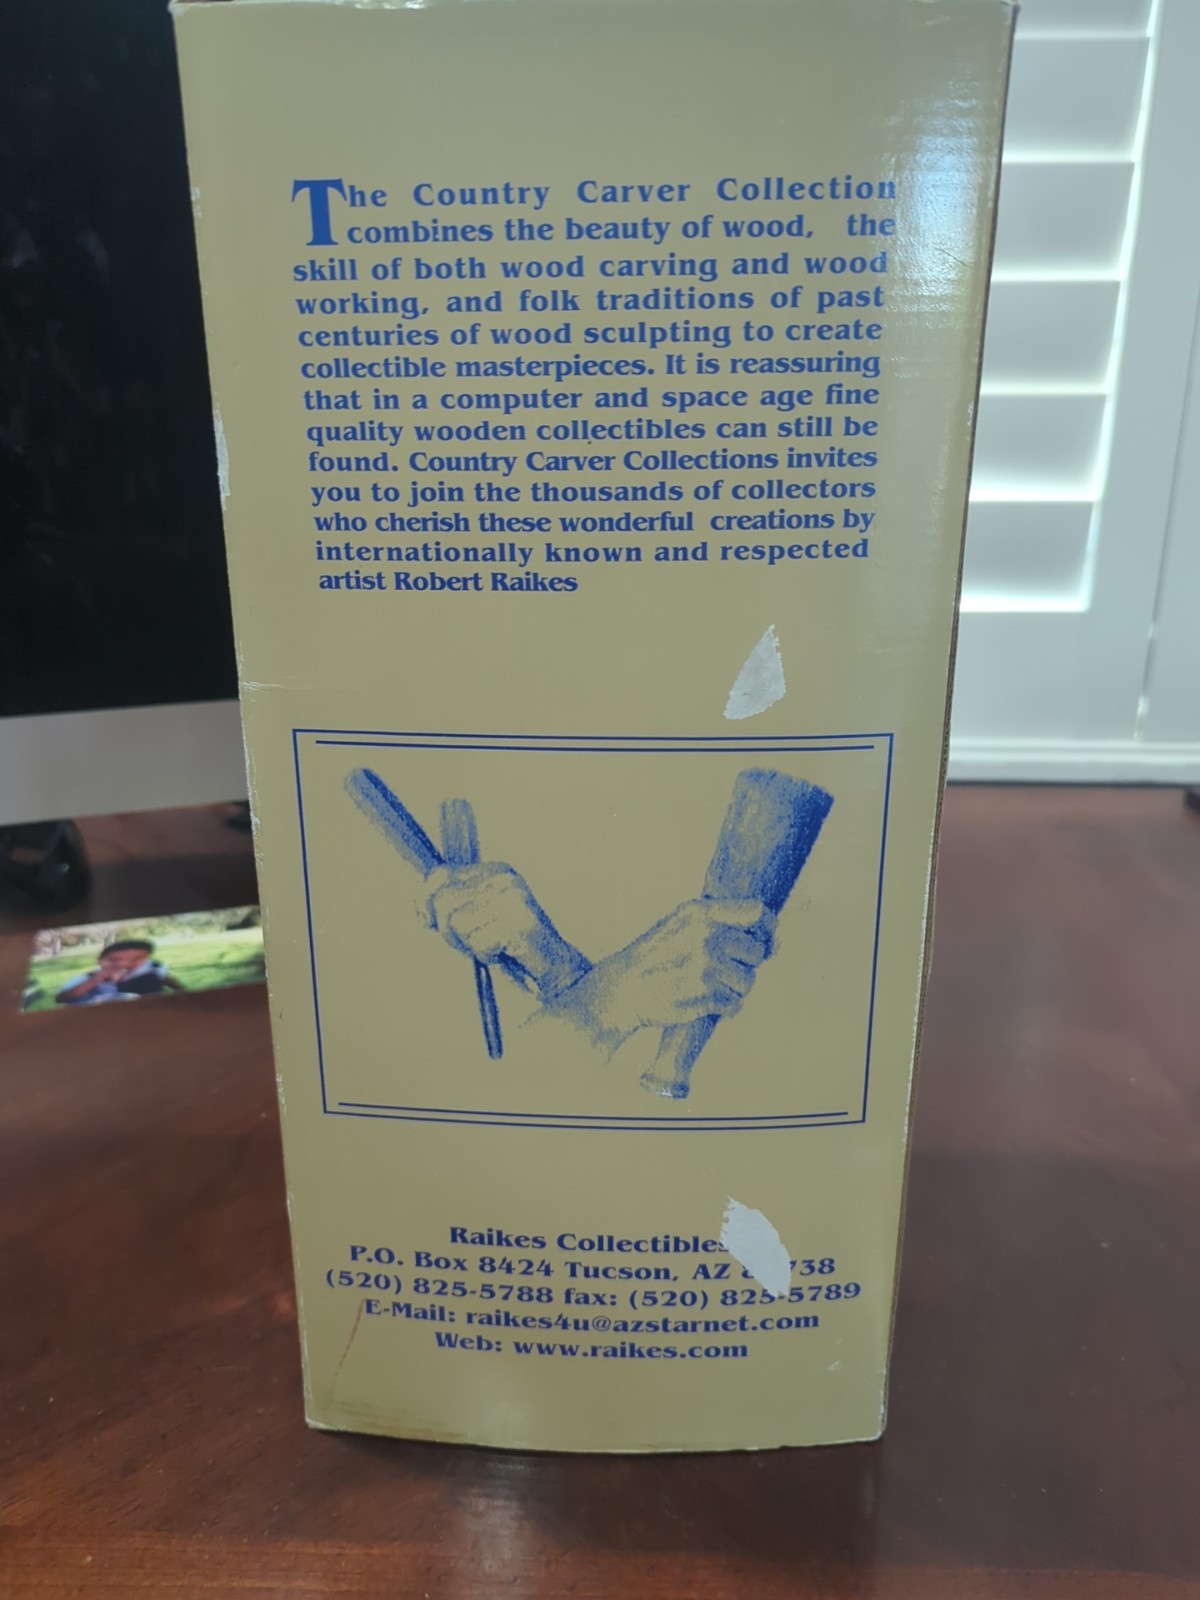 The Country Carver Collection
combines the beauty of wood, the
skill of both wood carving and wood
working, and folk traditions of past
centuries of wood sculpting to create
collectible masterpieces. It is reassuring
that in a computer and space age fine
quality wooden collectibles can still be
found. Country Carver Collections invites
you to join the thousands of collectors
who cherish these wonderful creations by
internationally known and respected
artist Robert Raikes
Raikes Collectibles
P.O. Box 8424 Tucson, AZ
(520) 825-5788 fax: (520) 825-5789
E-Mail: raikes4u@azstarnet.com
Web: www.raikes.com